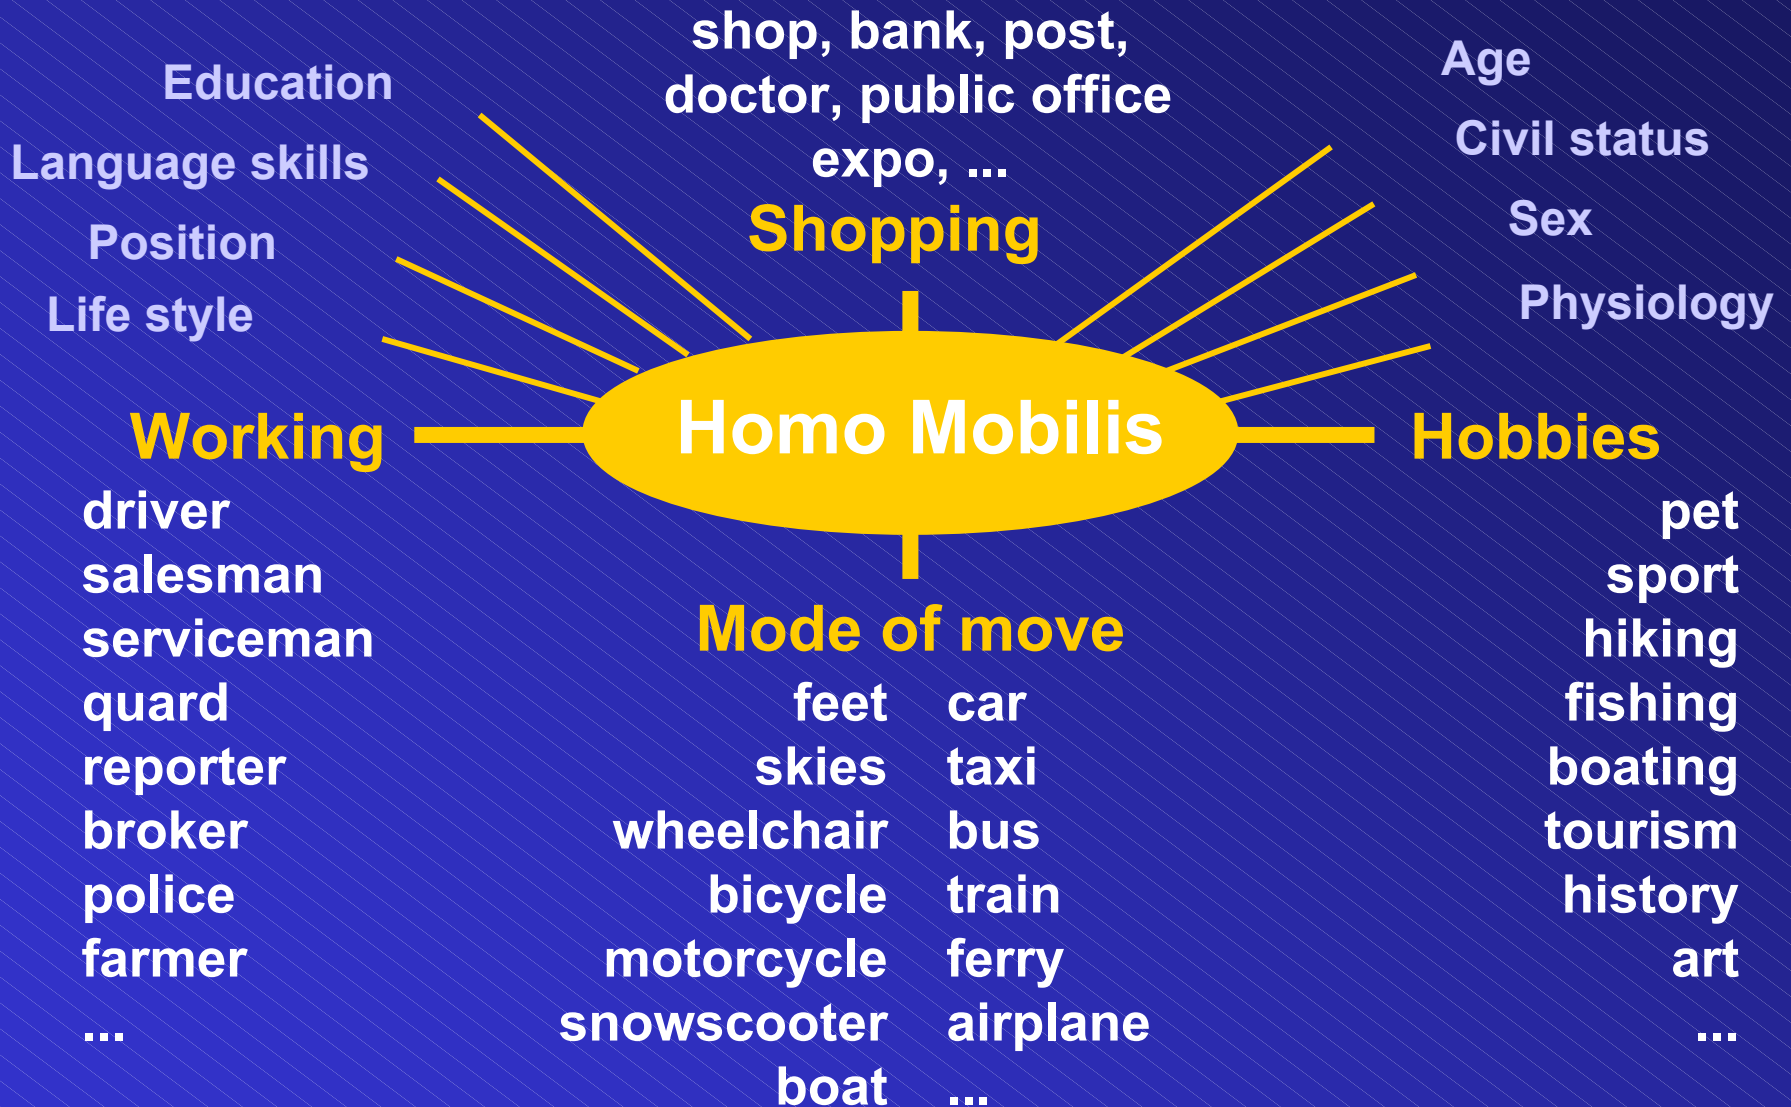 shop, bank, post,
doctor, public office
expo, ...
Shopping
Education
Language skills
Position
Life style
Age
Civil status
Sex
Physiology
Homo Mobilis
Working
driver
salesman
serviceman
quard
reporter
broker
police
farmer
...
Mode of move
feet
skies
wheelchair
bicycle
motorcycle
snowscooter
boat
car
taxi
bus
train
ferry
airplane
...
Hobbies
pet
sport
hiking
fishing
boating
tourism
history
art
...